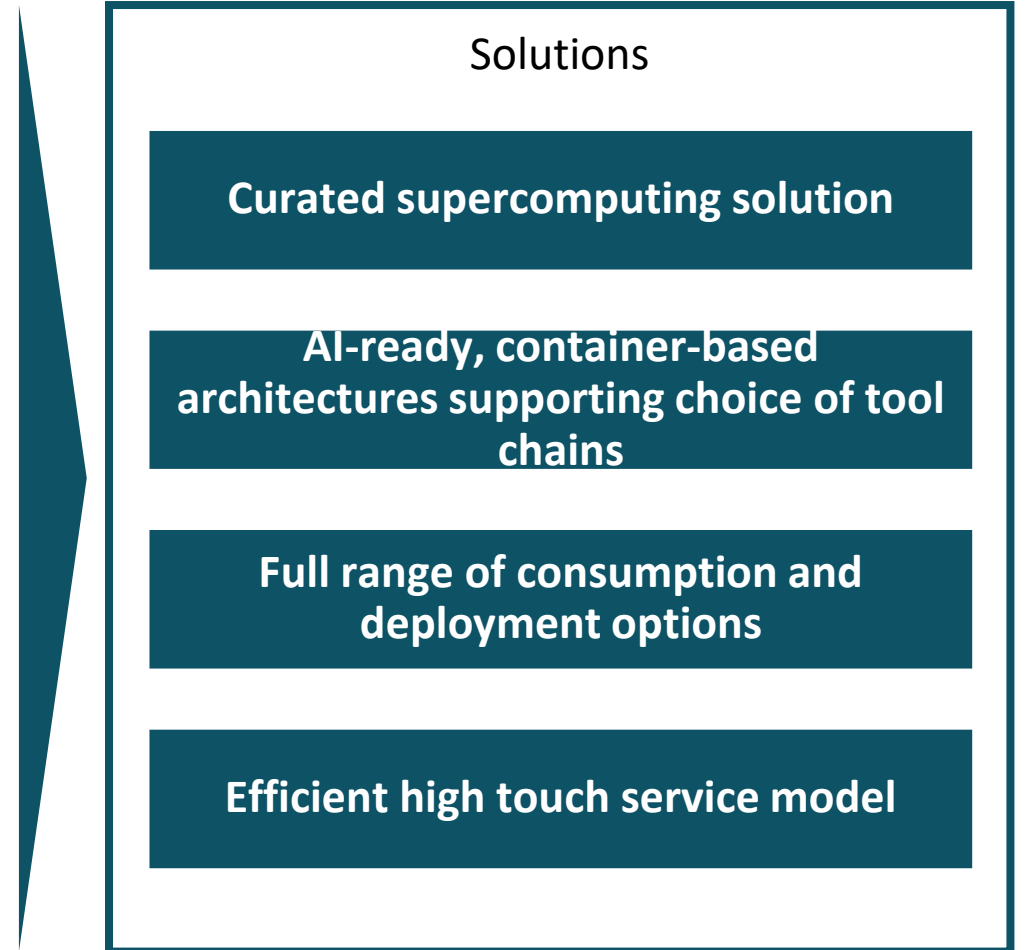 Solutions
Curated supercomputing solution
AI-ready, container-based
architectures supporting choice of tool
chains
Full range of consumption and
deployment options
Efficient high touch service model